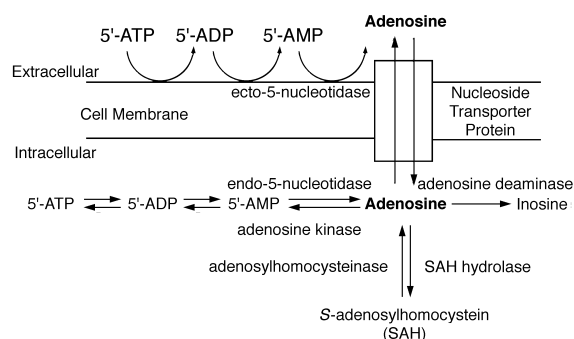 Adenosine
5'-ATP 5'-ADP 5'-AMP
Extracellular
ecto-5-nucleotidase
Nucleoside
Transporter
Protein
Cell Membrane
Intracellular
endo-5-nucleotidase
adenosine deaminase
5'-ATP 5'-ADP 5'-AMP Adenosine Inosine
adenosine kinase
adenosylhomocysteinase SAH hydrolase
S-adenosylhomocystein
(SAH)